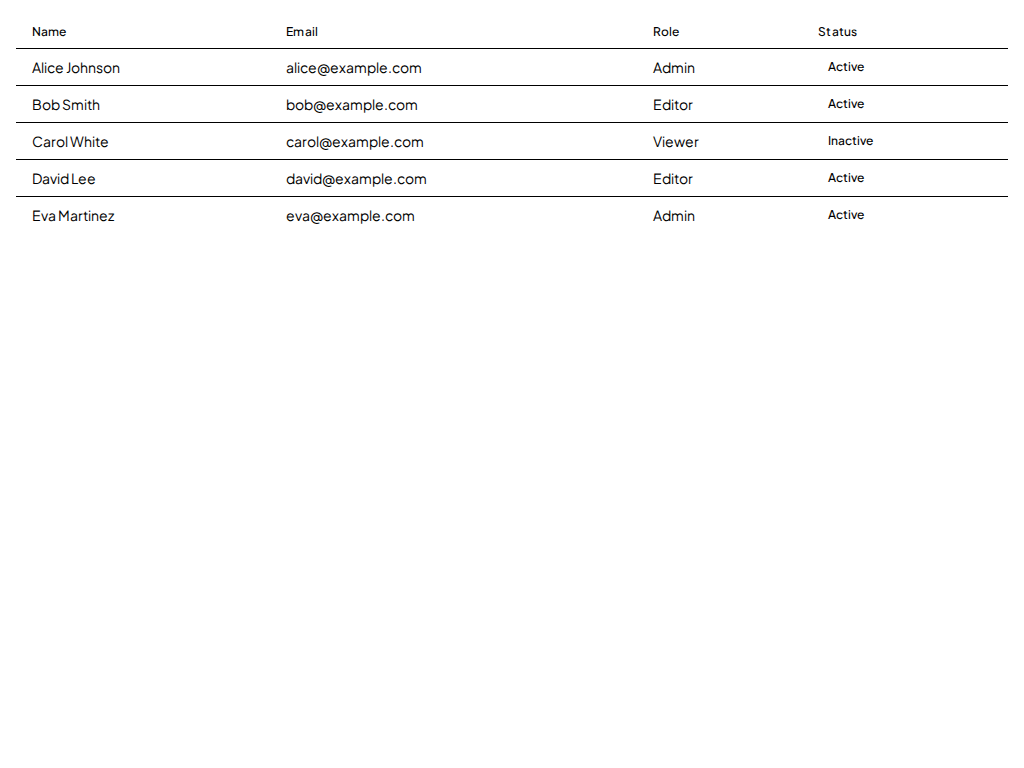 Name Email Role Status
Alice Johnson alice@example.com Admin Active
Bob Smith bob@example.com Editor Active
Carol White carol@example.com Viewer Inactive
David Lee david@example.com Editor Active
Eva Martinez eva@example.com Admin Active